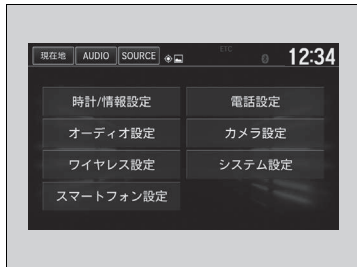 現在地 AUDIO SOURCE ETC 12:34
時計/情報設定 電話設定
オーディオ設定 カメラ設定
ワイヤレス設定 システム設定
スマートフォン設定